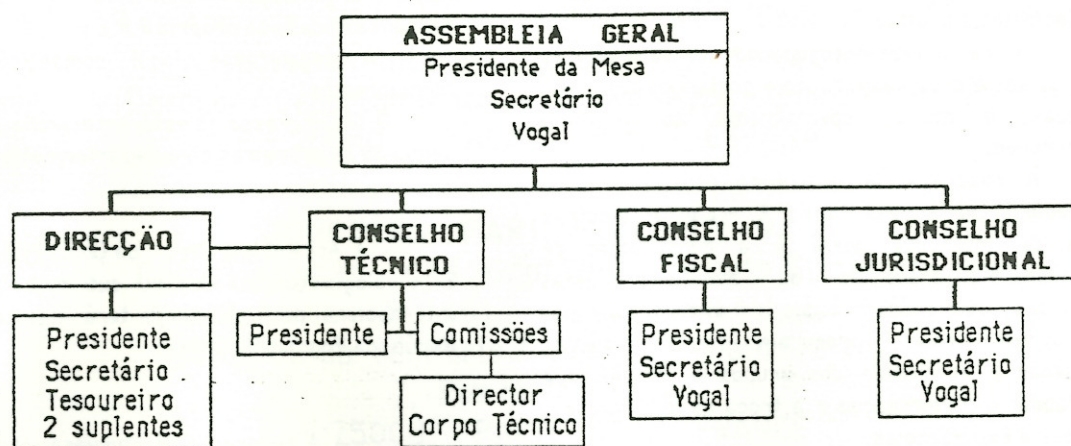 ASSEMBLEIA GERAL
Presidente da Mesa
Secretário
Vogal
DIRECÇÃO
CONSELHO
TÉCNICO
CONSELHO
FISCAL
CONSELHO
JURISDICIONAL
Presidente
Secretário
Tesoureiro
2 suplentes
Presidente
Comissões
Director
Corpo Técnico
Presidente
Secretário
Vogal
Presidente
Secretário
Vogal